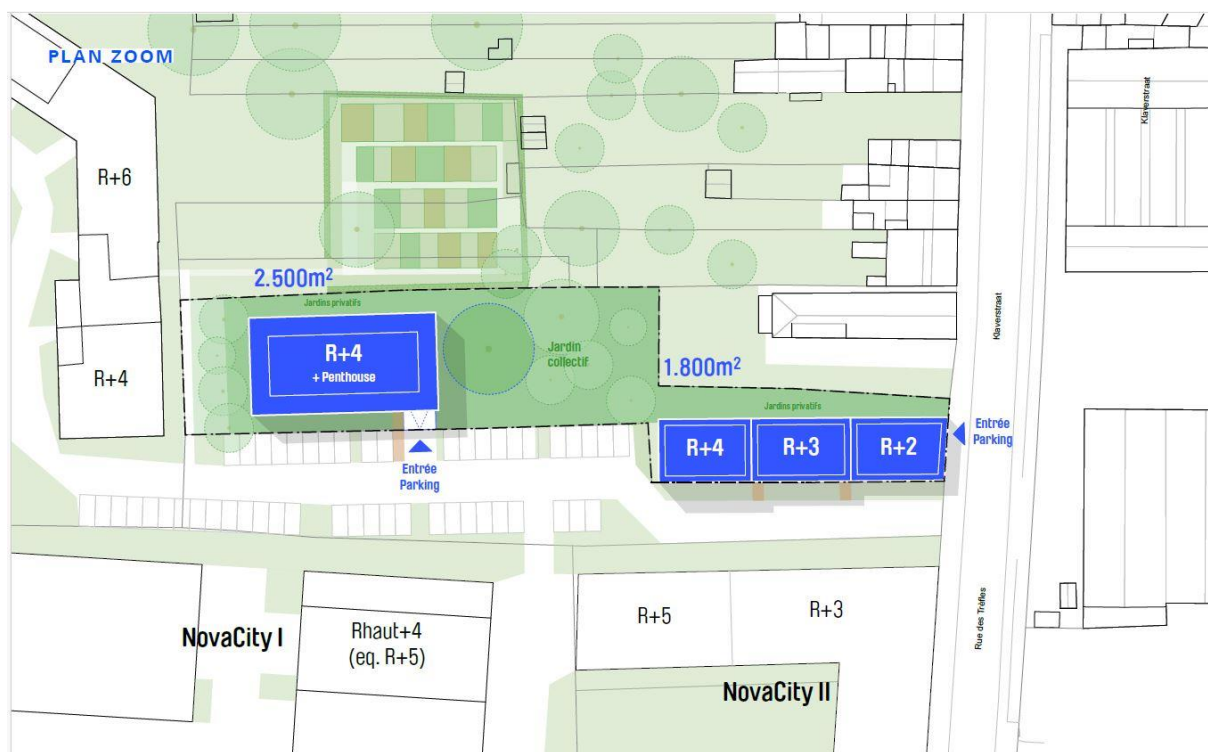 PLAN ZOOM
Klaverstraat
R+6
2.500m²
Jardins privatifs
Klaverstraat
R+4
+ Penthouse
Jardin
collectif
1.800m²
R+4
Jardins privatifs
Entrée
Parking
R+4
R+3
R+2
Entrée
Parking
R+5
R+3
Rue des Trèfles
NovaCity I
Rhaut+4
(eq. R+5)
NovaCity II